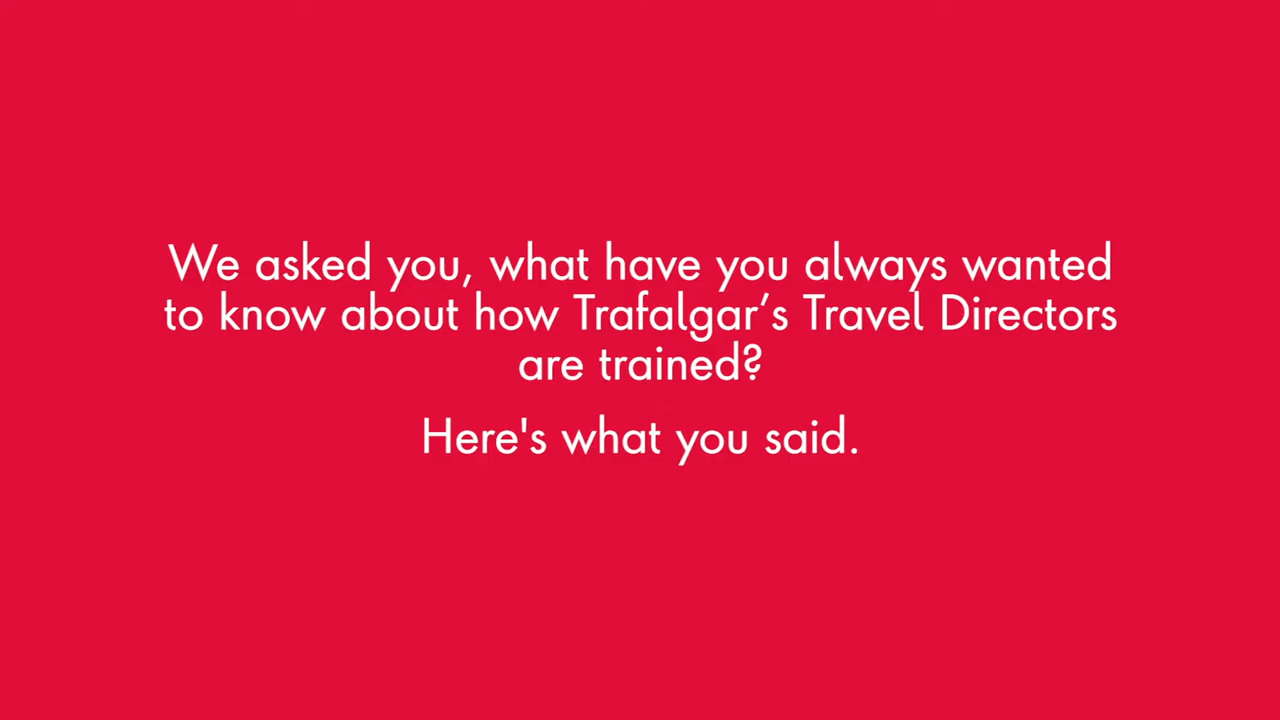 We asked you, what have you always wanted
to know about how Trafalgar’s Travel Directors
are trained?
Here's what you said.